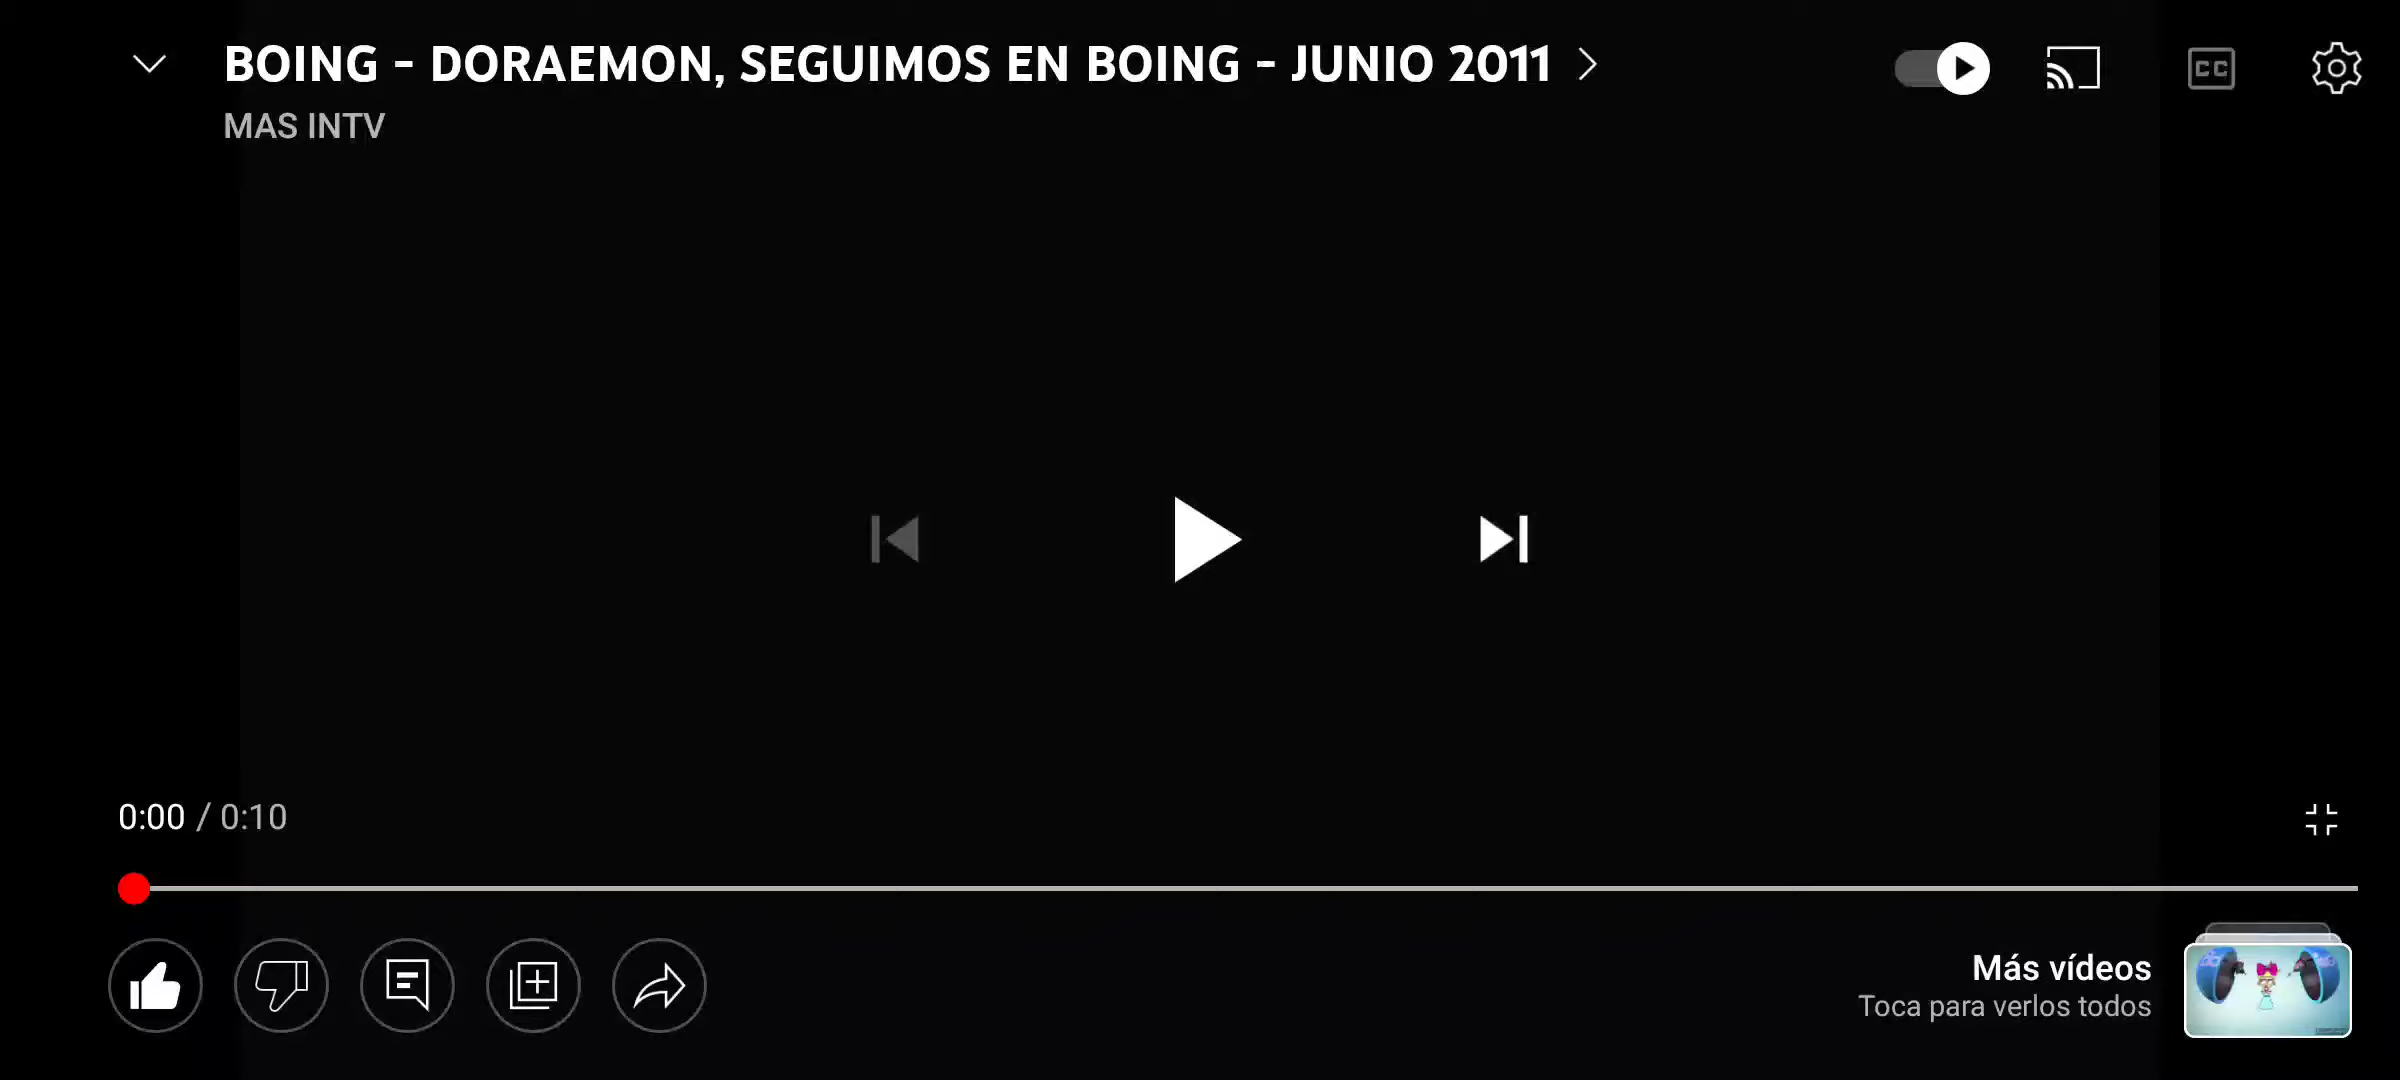 BOING - DORAEMON, SEGUIMOS EN BOING - JUNIO 2011
MAS INTV
CC
0:00 / 0:10
Más vídeos
Toca para verlos todos